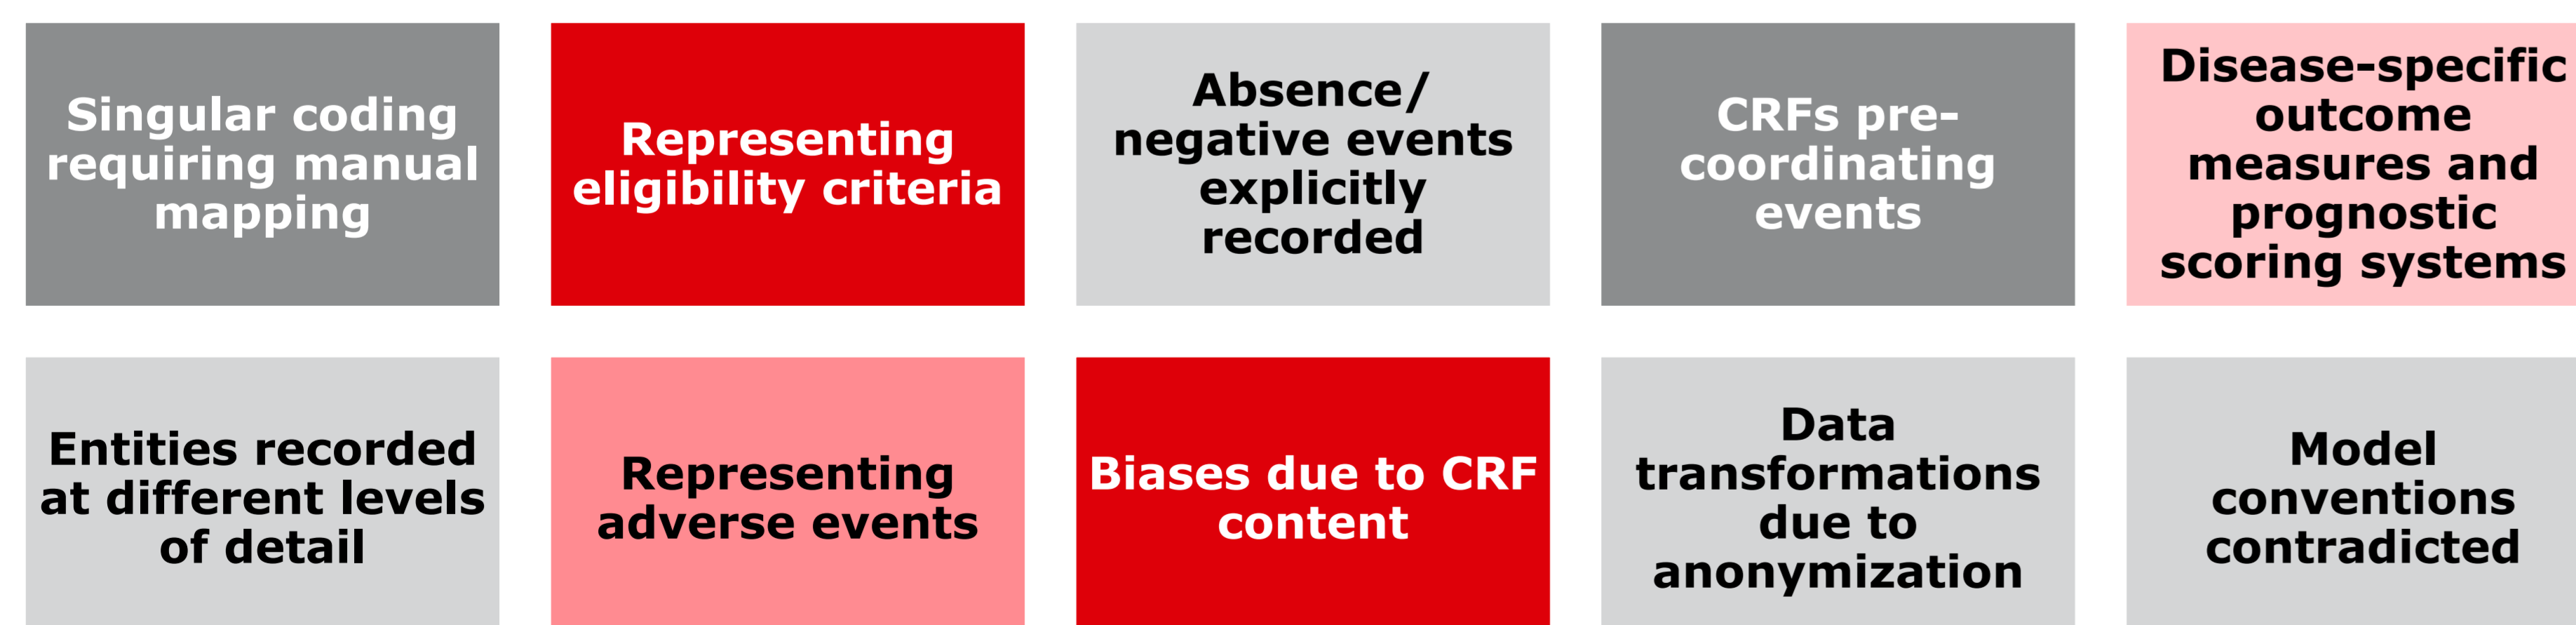 Singular coding
requiring manual
mapping
Representing
eligibility criteria
Absence/
negative events
explicitly
recorded
CRFs pre-
coordinating
events
Disease-specific
outcome
measures and
prognostic
scoring systems
Entities recorded
at different levels
of detail
Representing
adverse events
Biases due to CRF
content
Data
transformations
due to
anonymization
Model
conventions
contradicted